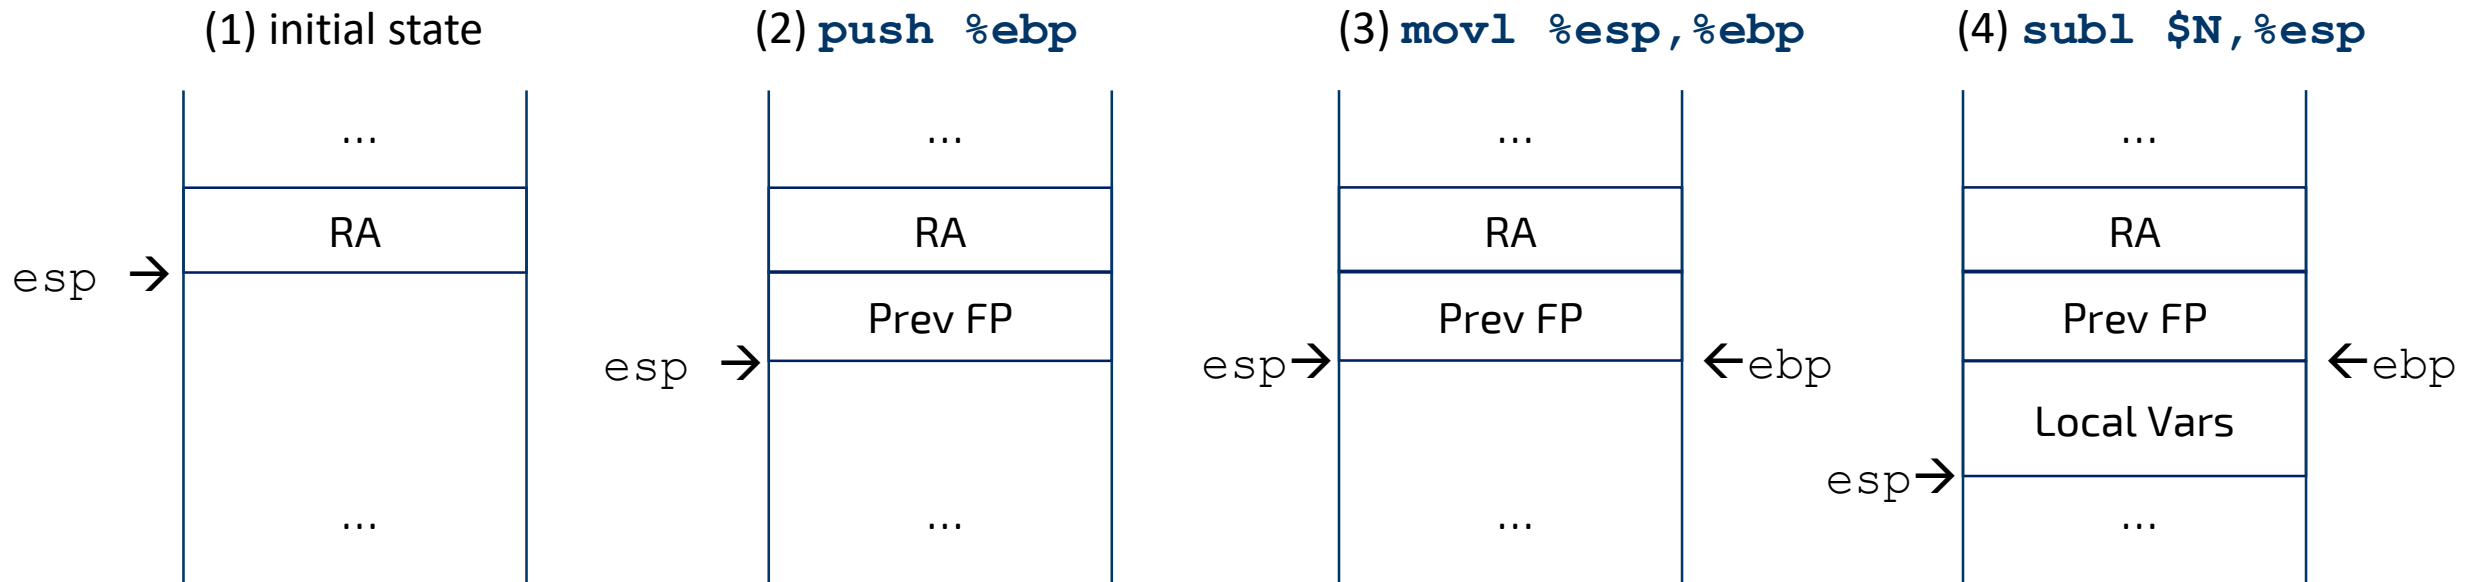 (1) initial state
...
RA
esp →
...
(2) push %ebp
...
RA
Prev FP
esp →
...
(3) movl %esp,%ebp
...
RA
Prev FP
esp→
←ebp
...
(4) subl $N,%esp
...
RA
Prev FP
←ebp
Local Vars
esp→
...